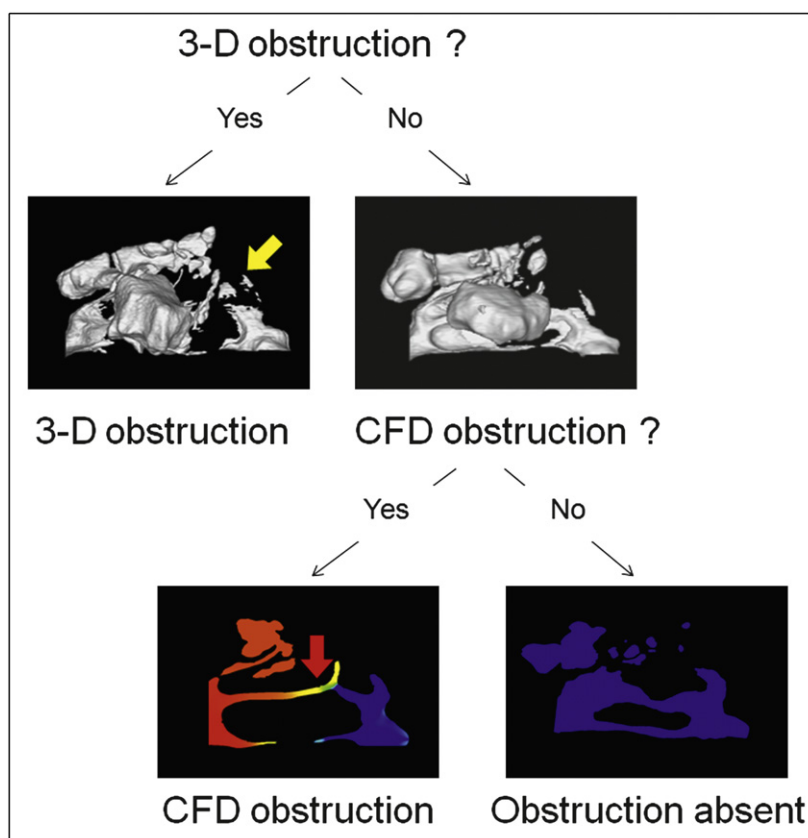 3-D obstruction ?
Yes
No
3-D obstruction
CFD obstruction ?
Yes
No
CFD obstruction
Obstruction absent